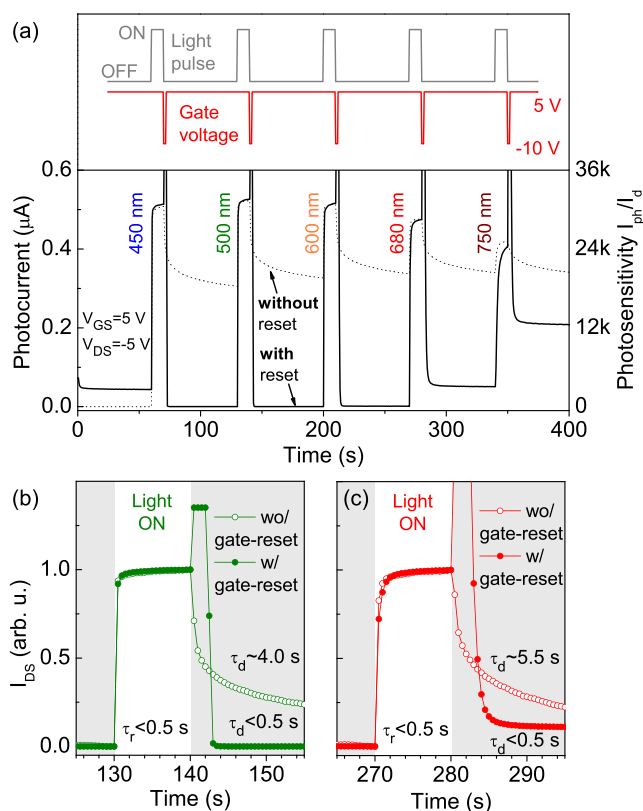 (a)
ON
Light
pulse
OFF
Gate
voltage
5 V
-10 V
0.6
0.4
0.2
0.0
Photocurrent (μA)
36k
24k
12k
0
Photosensitivity I_ph/I_d
450 nm
500 nm
600 nm
680 nm
750 nm
V_GS=5 V
V_DS=-5 V
without
reset
with
reset
0 100 200 300 400
Time (s)
(b)
Light
ON
wo/
gate-reset
w/
gate-reset
τ_d~4.0 s
τ_r<0.5 s
τ_d<0.5 s
1.0
0.5
0.0
I_DS (arb. u.)
130 140 150
Time (s)
(c)
Light
ON
wo/
gate-reset
w/
gate-reset
τ_d~5.5 s
τ_r<0.5 s
τ_d<0.5 s
270 280 290
Time (s)